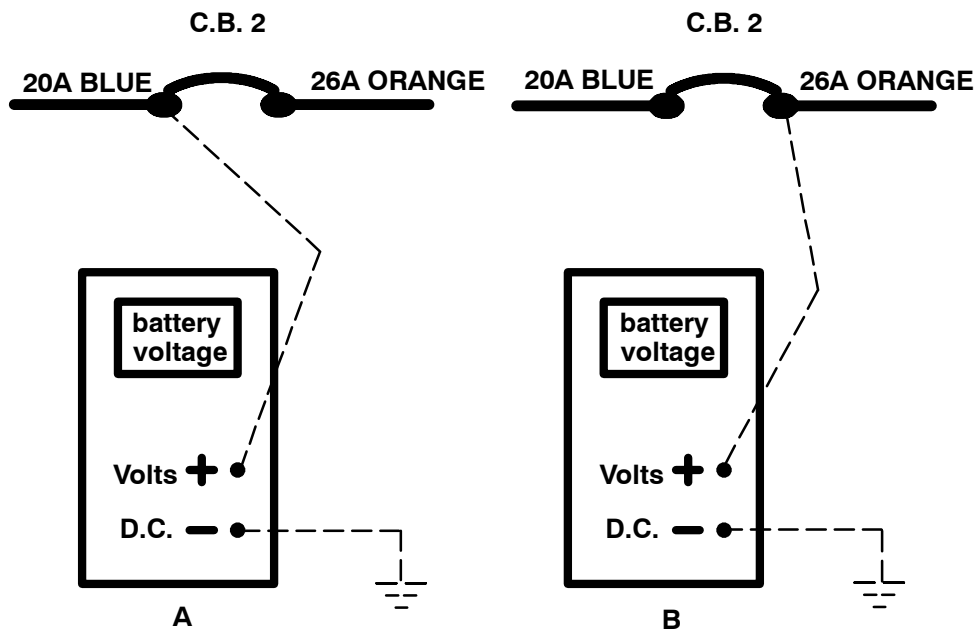 C.B. 2
20A BLUE
26A ORANGE
battery
voltage
Volts +
D.C. −
A
C.B. 2
20A BLUE
26A ORANGE
battery
voltage
Volts +
D.C. −
B